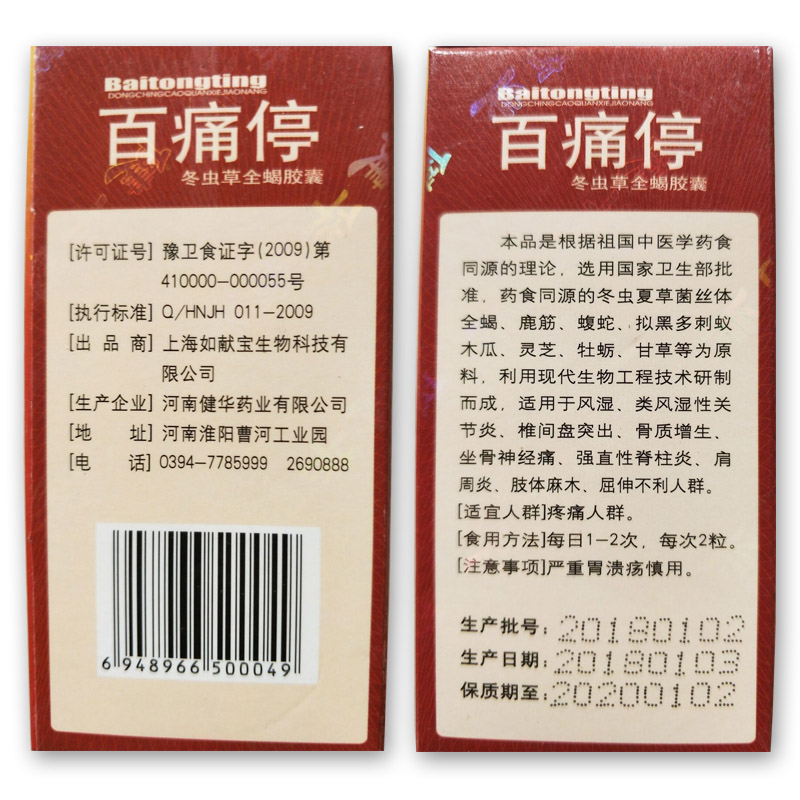 Baitongting
DONGCHINGCAOQUANXIEJIAONANG
百痛停
冬虫草全蝎胶囊
[许可证号] 豫卫食证字(2009)第
410000-000055号
[执行标准] Q/HNJH 011-2009
[出 品 商] 上海如献宝生物科技有
限公司
[生产企业] 河南健华药业有限公司
[地 址] 河南淮阳曹河工业园
[电 话] 0394-7785999 2690888
6 948966 500049
Baitongting
DONGCHINGCAOQUANXIEJIAONANG
百痛停
冬虫草全蝎胶囊
本品是根据祖国中医学药食
同源的理论，选用国家卫生部批
准，药食同源的冬虫夏草菌丝体
全蝎、鹿筋、蝮蛇、拟黑多刺蚁
木瓜、灵芝、牡蛎、甘草等为原
料，利用现代生物工程技术研制
而成，适用于风湿、类风湿性关
节炎、椎间盘突出、骨质增生、
坐骨神经痛、强直性脊柱炎、肩
周炎、肢体麻木、屈伸不利人群。
[适宜人群]疼痛人群。
[食用方法]每日1-2次，每次2粒。
[注意事项]严重胃溃疡慎用。
生产批号：20180102
生产日期：20180103
保质期至：20200102